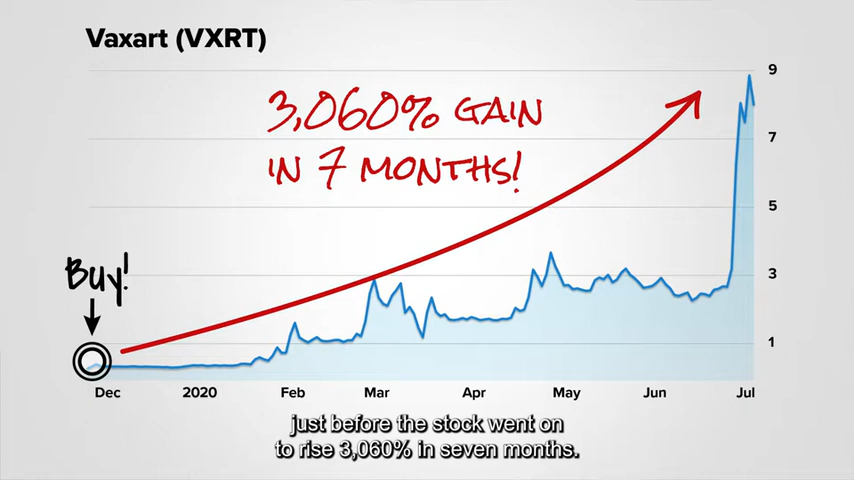 Vaxart (VXRT)
3,060% GAIN
IN 7 MONTHS!
Buy!
9
7
5
3
1
Dec 2020 Feb Mar Apr May Jun Jul
just before the stock went on
to rise 3,060% in seven months.